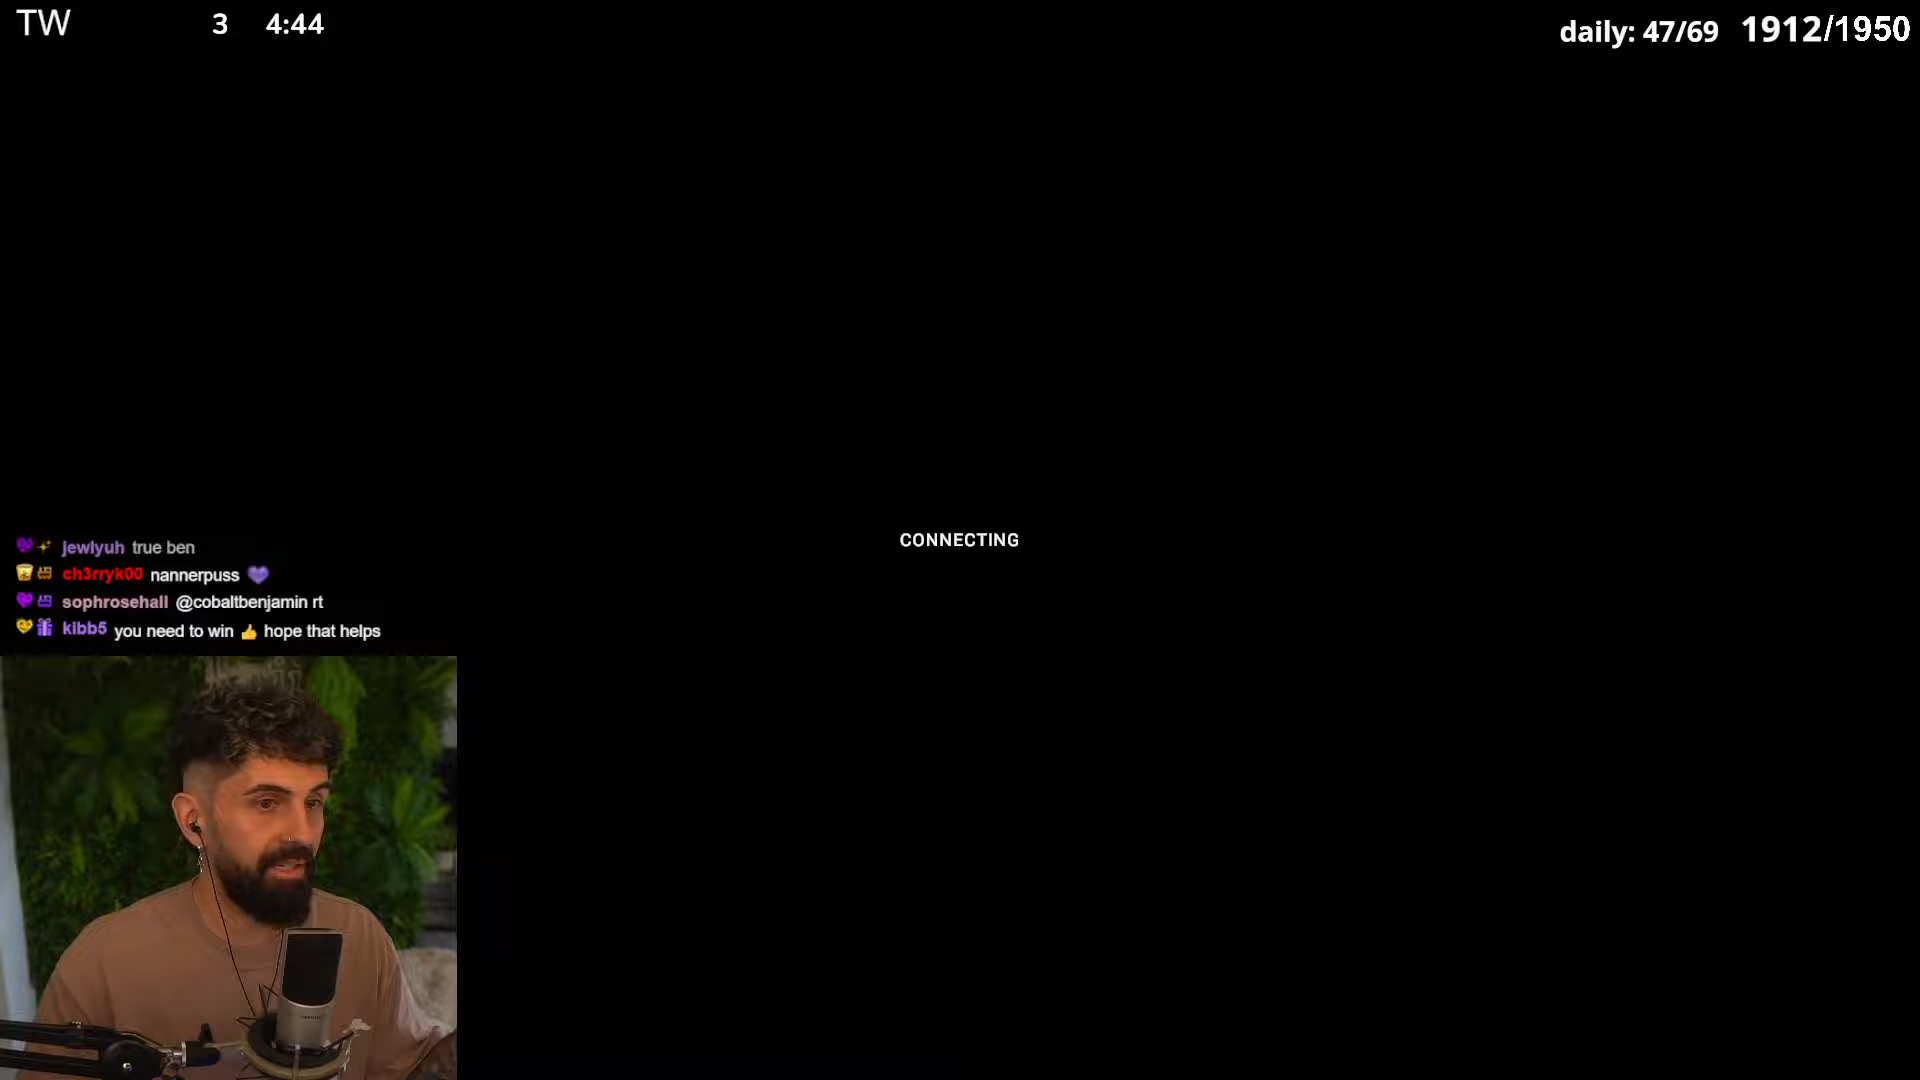 TW 3 4:44 daily: 47/69 1912/1950
CONNECTING
jewlyuh true ben
ch3rryk00 nannerpuss 💜
sophrosehall @cobaltbenjamin rt
kibb5 you need to win 👍 hope that helps